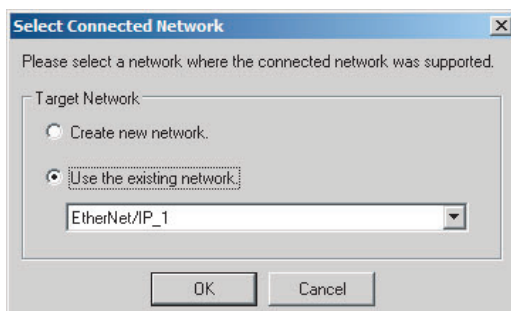 Select Connected Network
Please select a network where the connected network was supported.
Target Network
Create new network.
Use the existing network.
EtherNet/IP_1
OK
Cancel